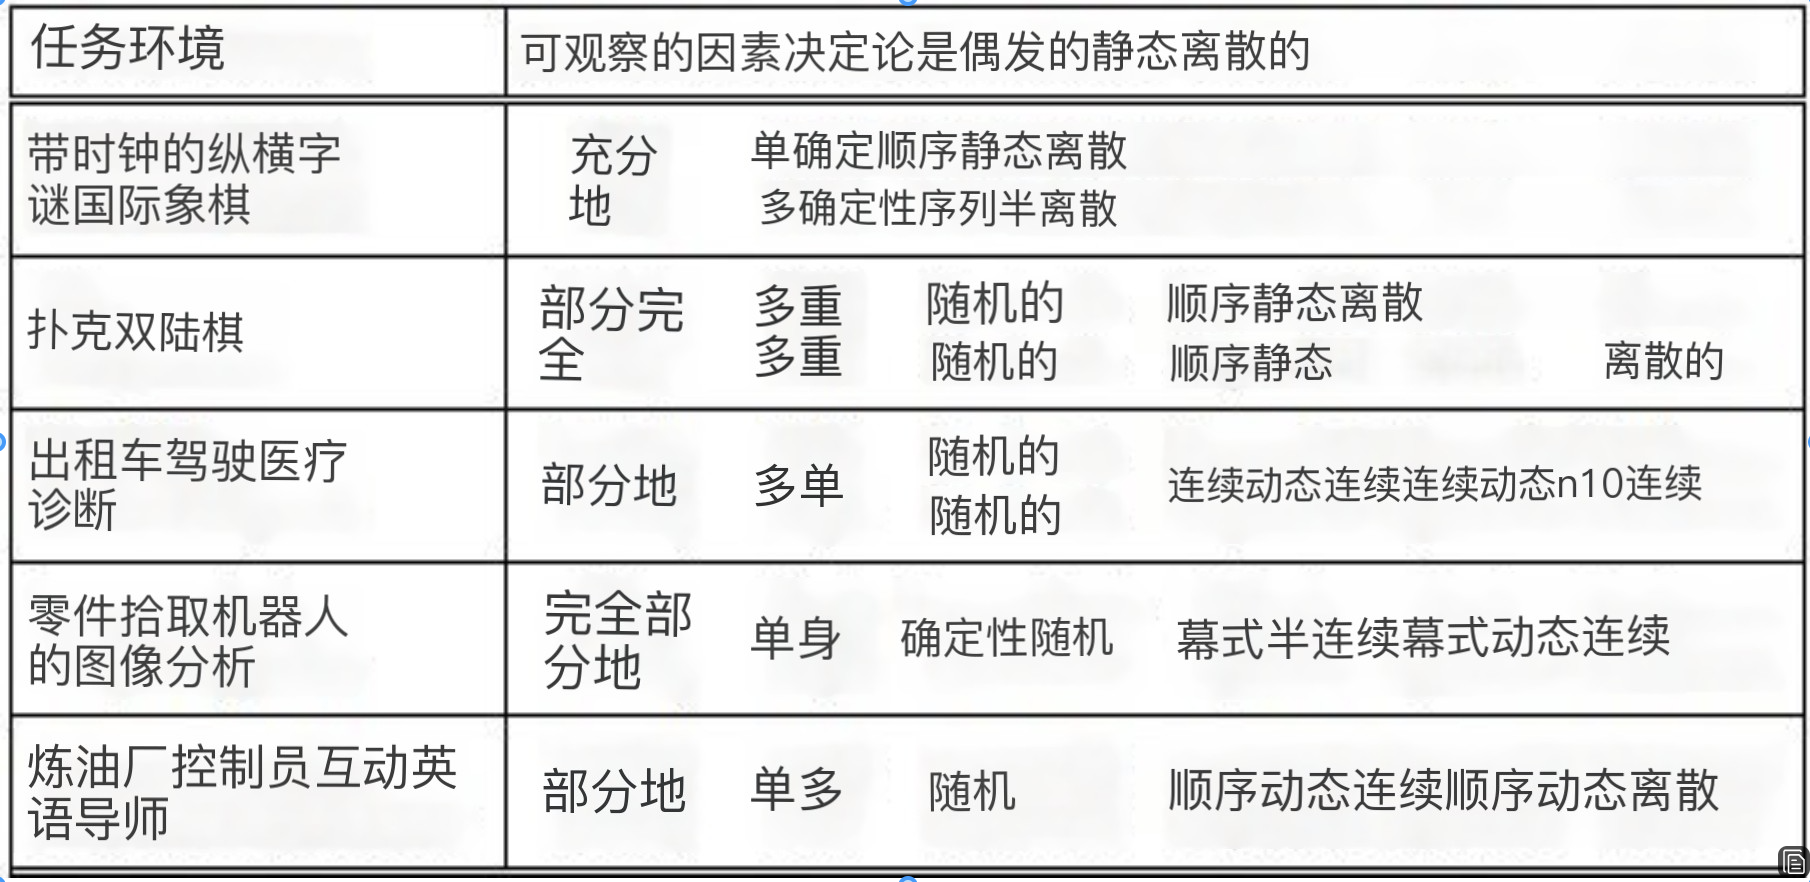 任务环境
可观察的因素决定论是偶发的静态离散的
带时钟的纵横字
谜国际象棋
充分
地
单确定顺序静态离散
多确定性序列半离散
扑克双陆棋
部分完
全
多重
多重
随机的
随机的
顺序静态离散
顺序静态
离散的
出租车驾驶医疗
诊断
部分地
多单
随机的
随机的
连续动态连续连续动态n10连续
零件拾取机器人
的图像分析
完全部
分地
单身
确定性随机
幕式半连续幕式动态连续
炼油厂控制员互动英
语导师
部分地
单多
随机
顺序动态连续顺序动态离散